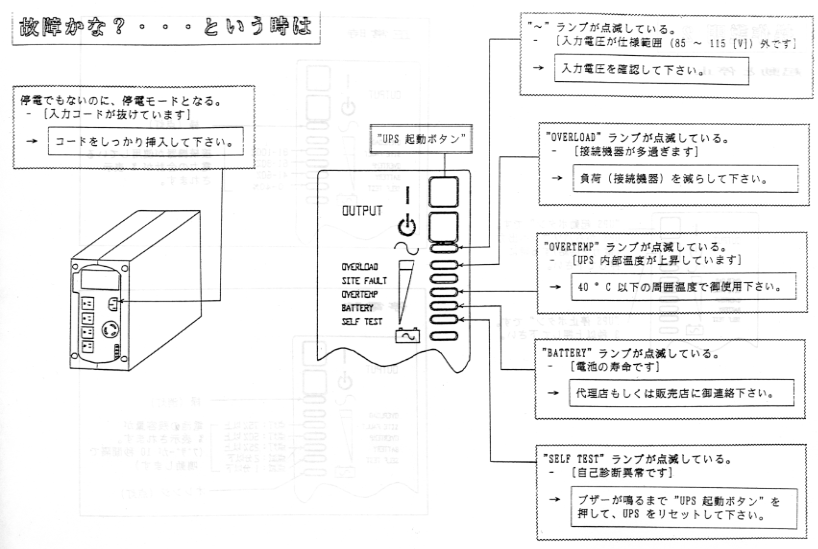 故障かな？・・・という時は
停電でもないのに、停電モードとなる。
- [入力コードが抜けています]
→ コードをしっかり挿入して下さい。
"UPS 起動ボタン"
OUTPUT
OVERLOAD
SITE FAULT
OVERTEMP
BATTERY
SELF TEST
"～" ランプが点滅している。
- [入力電圧が仕様範囲 (85 ～ 115 [V]) 外です]
→ 入力電圧を確認して下さい。
"OVERLOAD" ランプが点滅している。
- [接続機器が多過ぎます]
→ 負荷（接続機器）を減らして下さい。
"OVERTEMP" ランプが点滅している。
- [UPS 内部温度が上昇しています]
→ 40 ° C 以下の周囲温度で御使用下さい。
"BATTERY" ランプが点滅している。
- [電池の寿命です]
→ 代理店もしくは販売店に御連絡下さい。
"SELF TEST" ランプが点滅している。
- [自己診断異常です]
→ ブザーが鳴るまで "UPS 起動ボタン" を
押して、UPS をリセットして下さい。